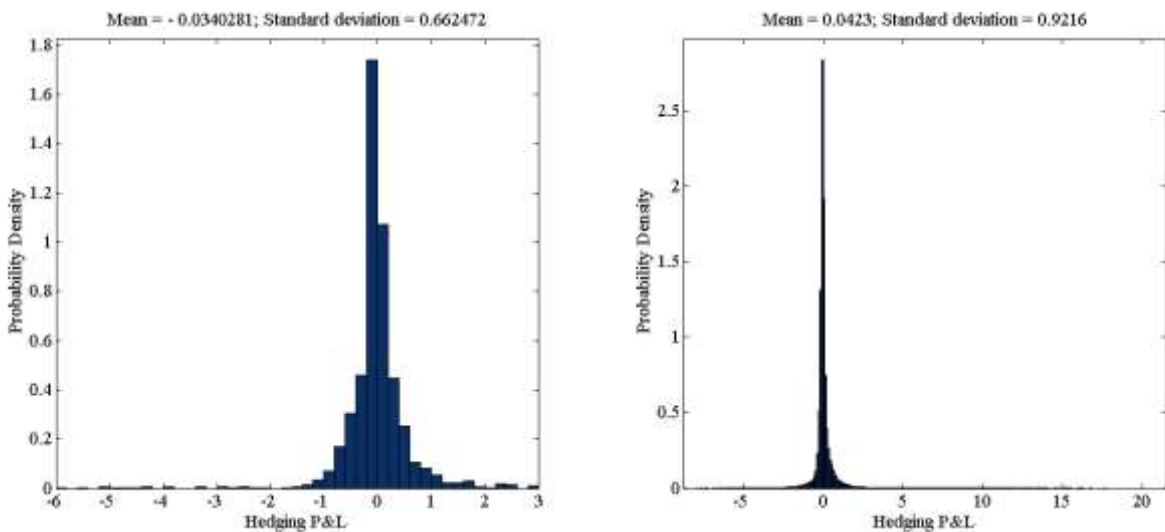 Mean = - 0.0340281; Standard deviation = 0.662472
1.8
1.6
1.4
1.2
1
0.8
0.6
0.4
0.2
0
Probability Density
-6 -5 -4 -3 -2 -1 0 1 2 3
Hedging P&L
Mean = 0.0423; Standard deviation = 0.9216
2.5
2
1.5
1
0.5
0
Probability Density
-5 0 5 10 15 20
Hedging P&L